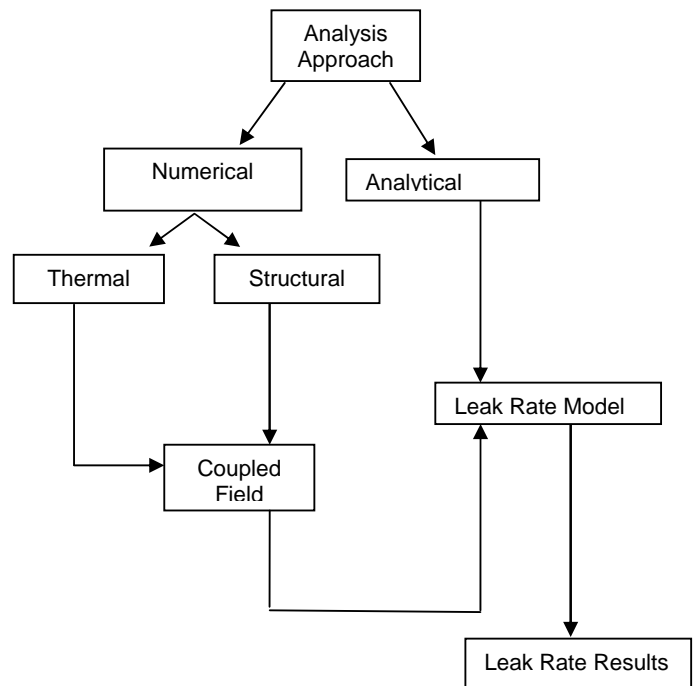 Analysis
Approach
Numerical
Analytical
Thermal
Structural
Leak Rate Model
Coupled
Field
Leak Rate Results